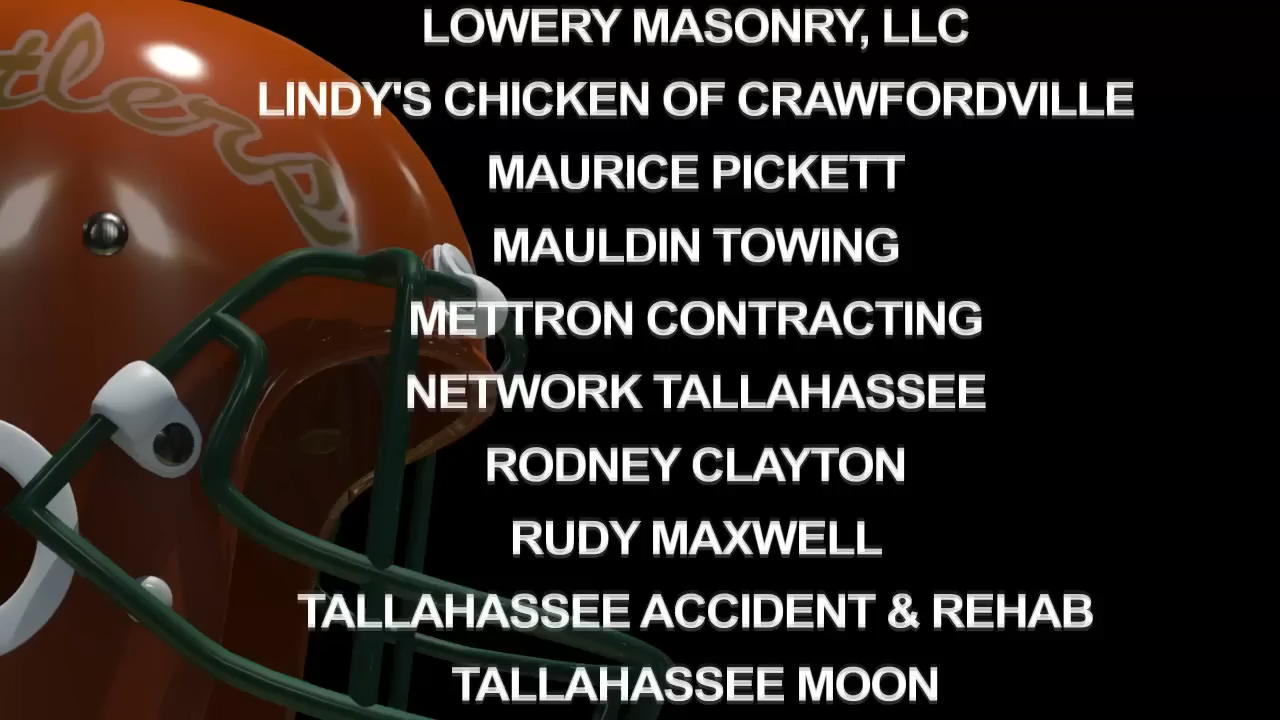 tlers
LOWERY MASONRY, LLC
LINDY'S CHICKEN OF CRAWFORDVILLE
MAURICE PICKETT
MAULDIN TOWING
METTRON CONTRACTING
NETWORK TALLAHASSEE
RODNEY CLAYTON
RUDY MAXWELL
TALLAHASSEE ACCIDENT & REHAB
TALLAHASSEE MOON